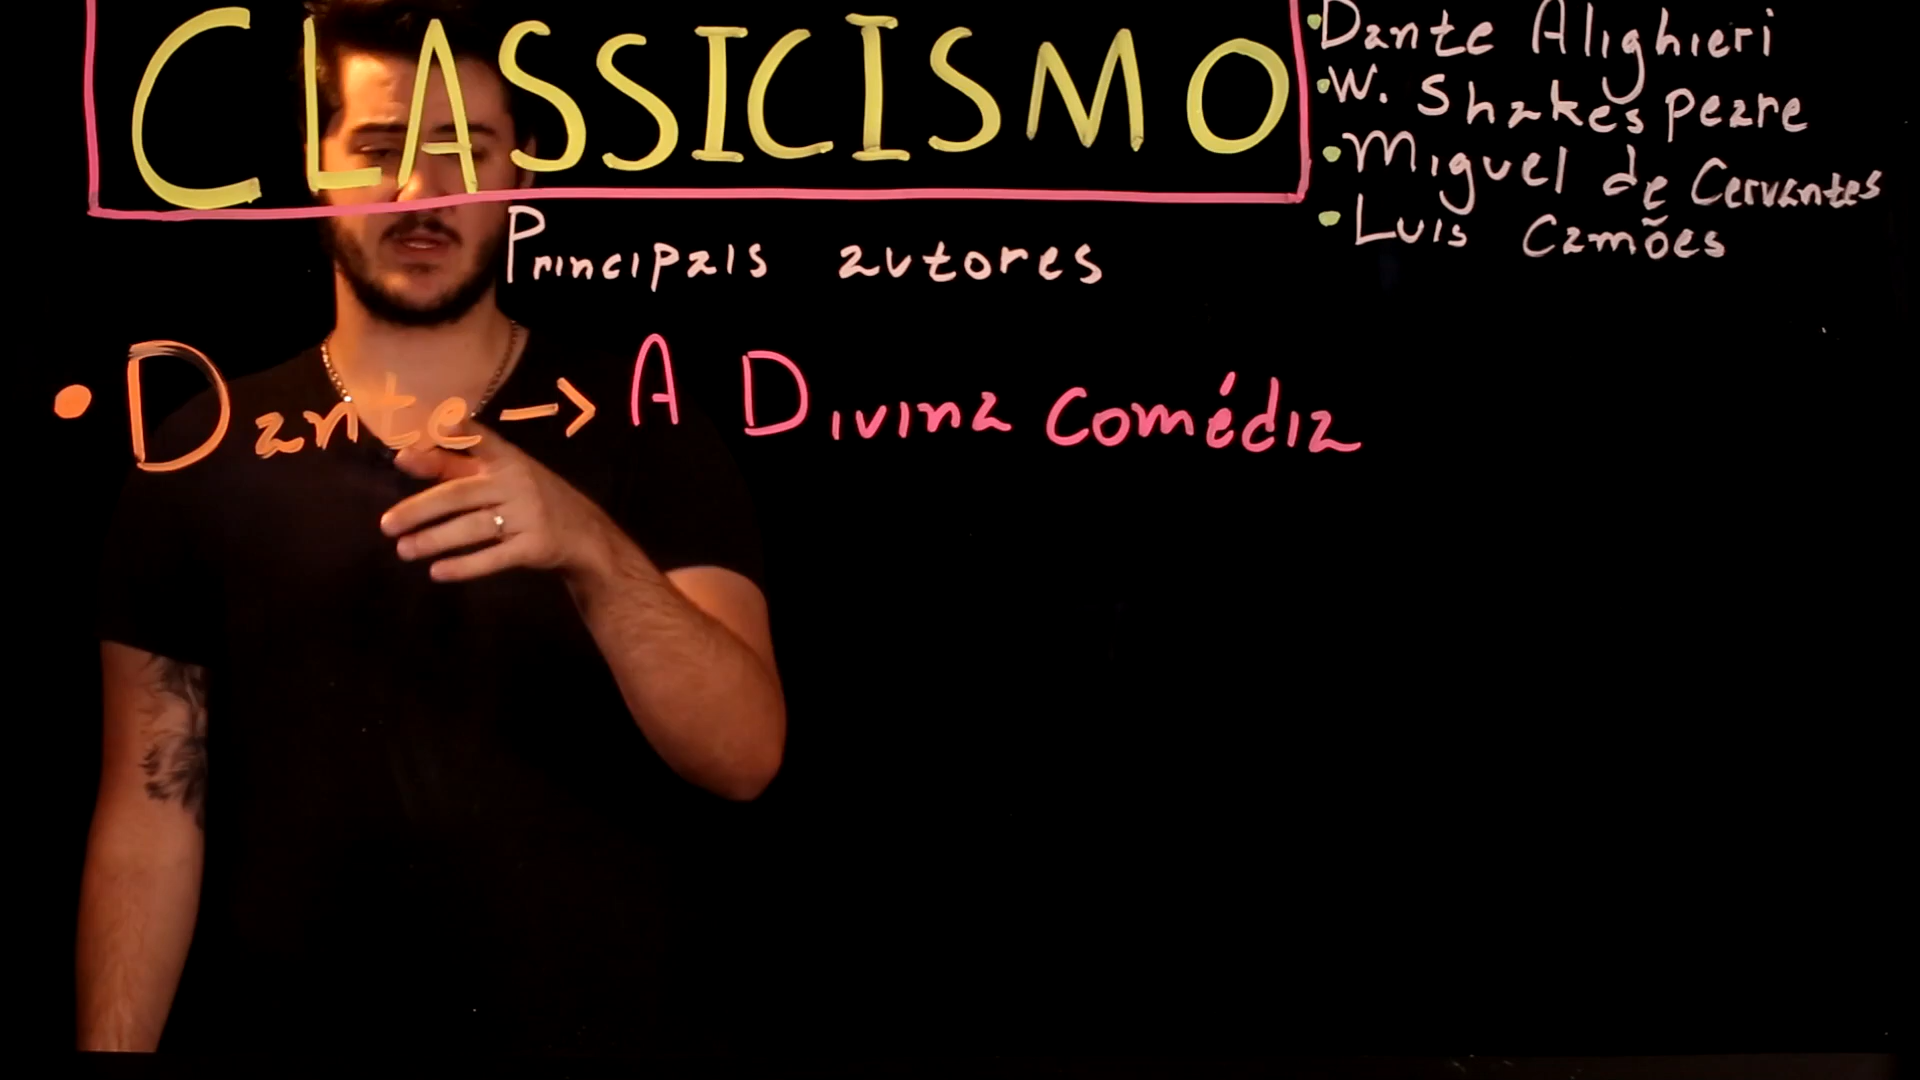 CLASSICISMO
Principais autores
• Dante Alighieri
• W. Shakespeare
• Miguel de Cervantes
• Luis Camões
• Dante → A Divina comédia